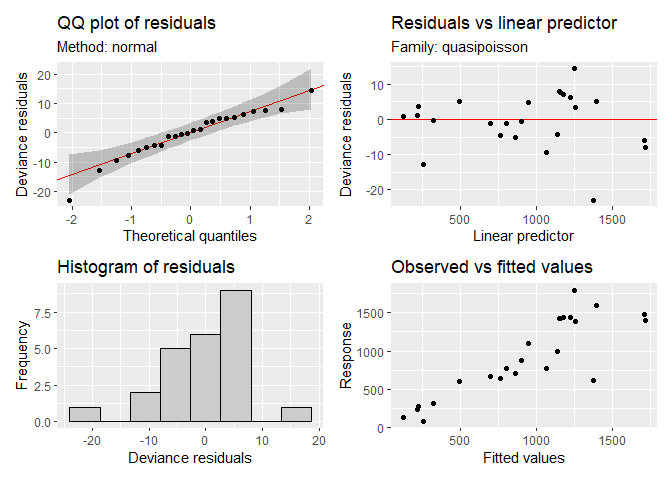 QQ plot of residuals
Method: normal
Deviance residuals
20
10
0
-10
-20
-2
-1
0
1
2
Theoretical quantiles
Residuals vs linear predictor
Family: quasipoisson
Deviance residuals
10
0
-10
-20
500
1000
1500
Linear predictor
Histogram of residuals
Frequency
7.5
5.0
2.5
0.0
-20
-10
0
10
20
Deviance residuals
Observed vs fitted values
Response
1500
1000
500
0
500
1000
1500
Fitted values